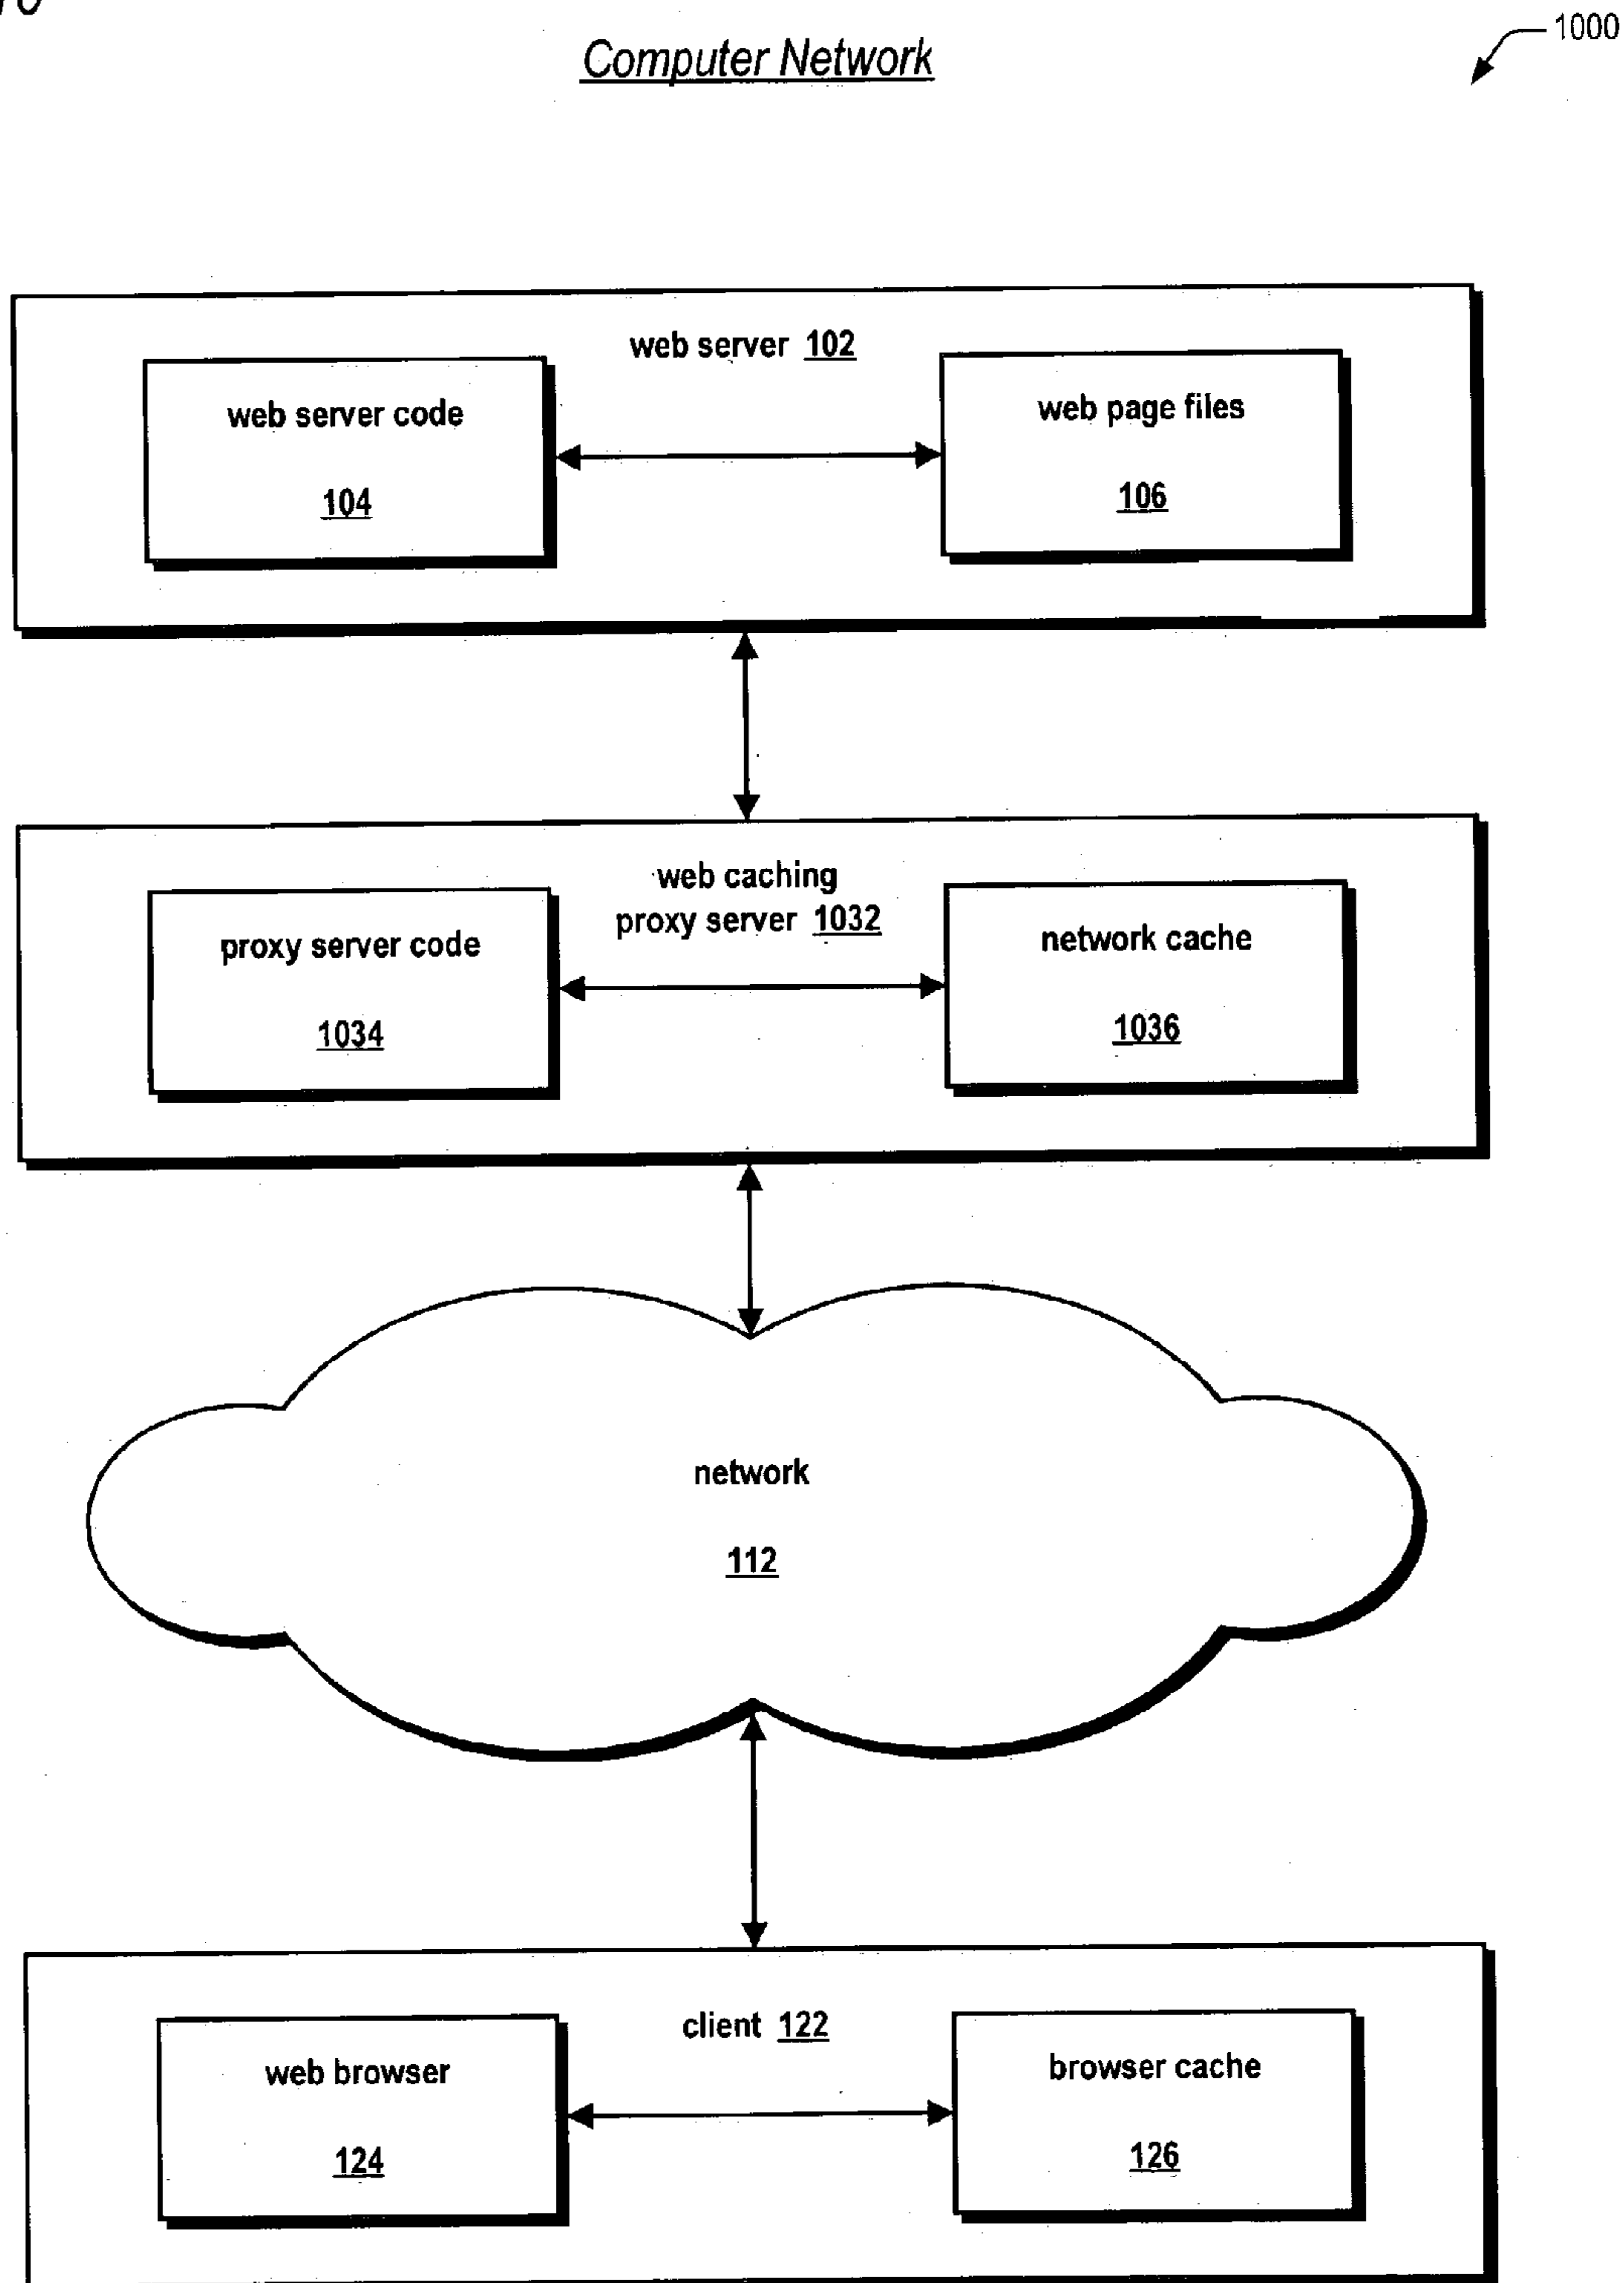 10
Computer Network
1000
web server 102
web server code
104
web page files
106
web caching
proxy server 1032
proxy server code
1034
network cache
1036
network
112
client 122
web browser
124
browser cache
126